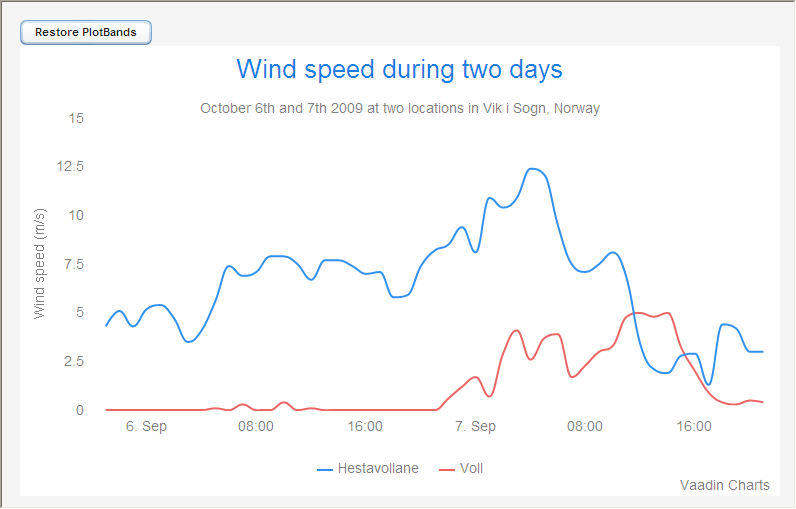 Restore PlotBands
Wind speed during two days
October 6th and 7th 2009 at two locations in Vik i Sogn, Norway
15
12.5
10
7.5
5
2.5
0
Wind speed (m/s)
6. Sep 08:00 16:00 7. Sep 08:00 16:00
Hestavollane Voll
Vaadin Charts